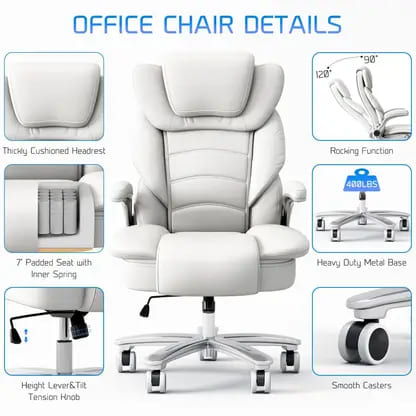 OFFICE CHAIR DETAILS
Thickly Cushioned Headrest
120°
90°
Rocking Function
7" Padded Seat with
Inner Spring
400LBS
Heavy Duty Metal Base
Height Lever&Tilt
Tension Knob
Smooth Casters